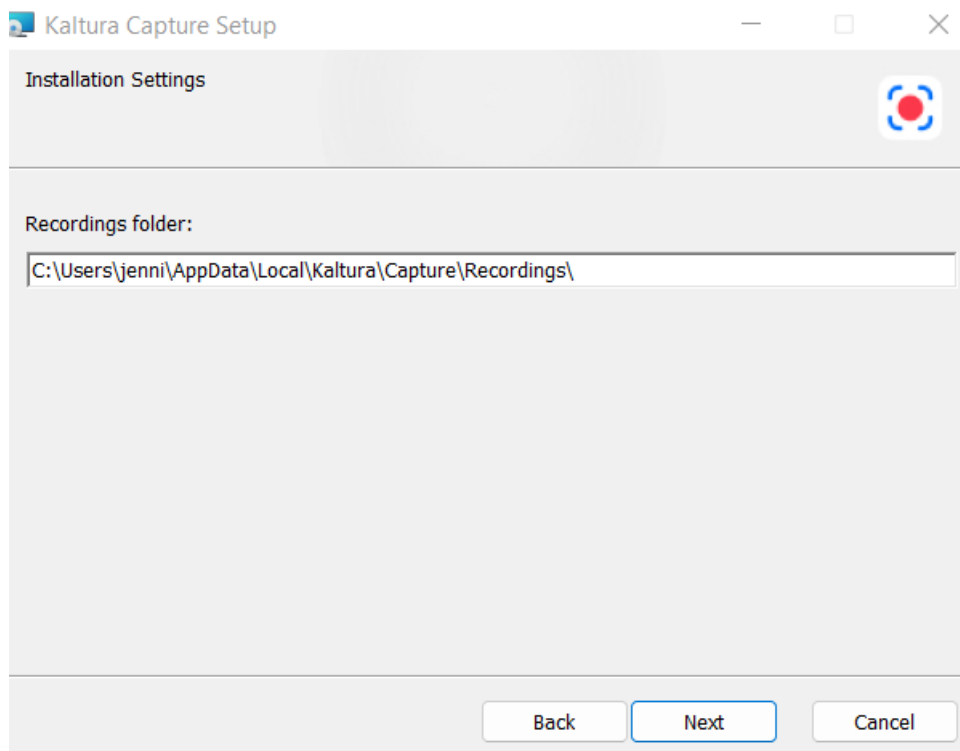 Kaltura Capture Setup
Installation Settings
Recordings folder:
C:\Users\jenni\AppData\Local\Kaltura\Capture\Recordings\
Back Next Cancel